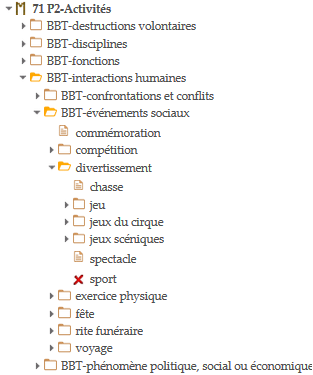 71 P2-Activités
BBT-destructions volontaires
BBT-disciplines
BBT-fonctions
BBT-interactions humaines
BBT-confrontations et conflits
BBT-événements sociaux
commémoration
compétition
divertissement
chasse
jeu
jeux du cirque
jeux scéniques
spectacle
sport
exercice physique
fête
rite funéraire
voyage
BBT-phénomène politique, social ou économique